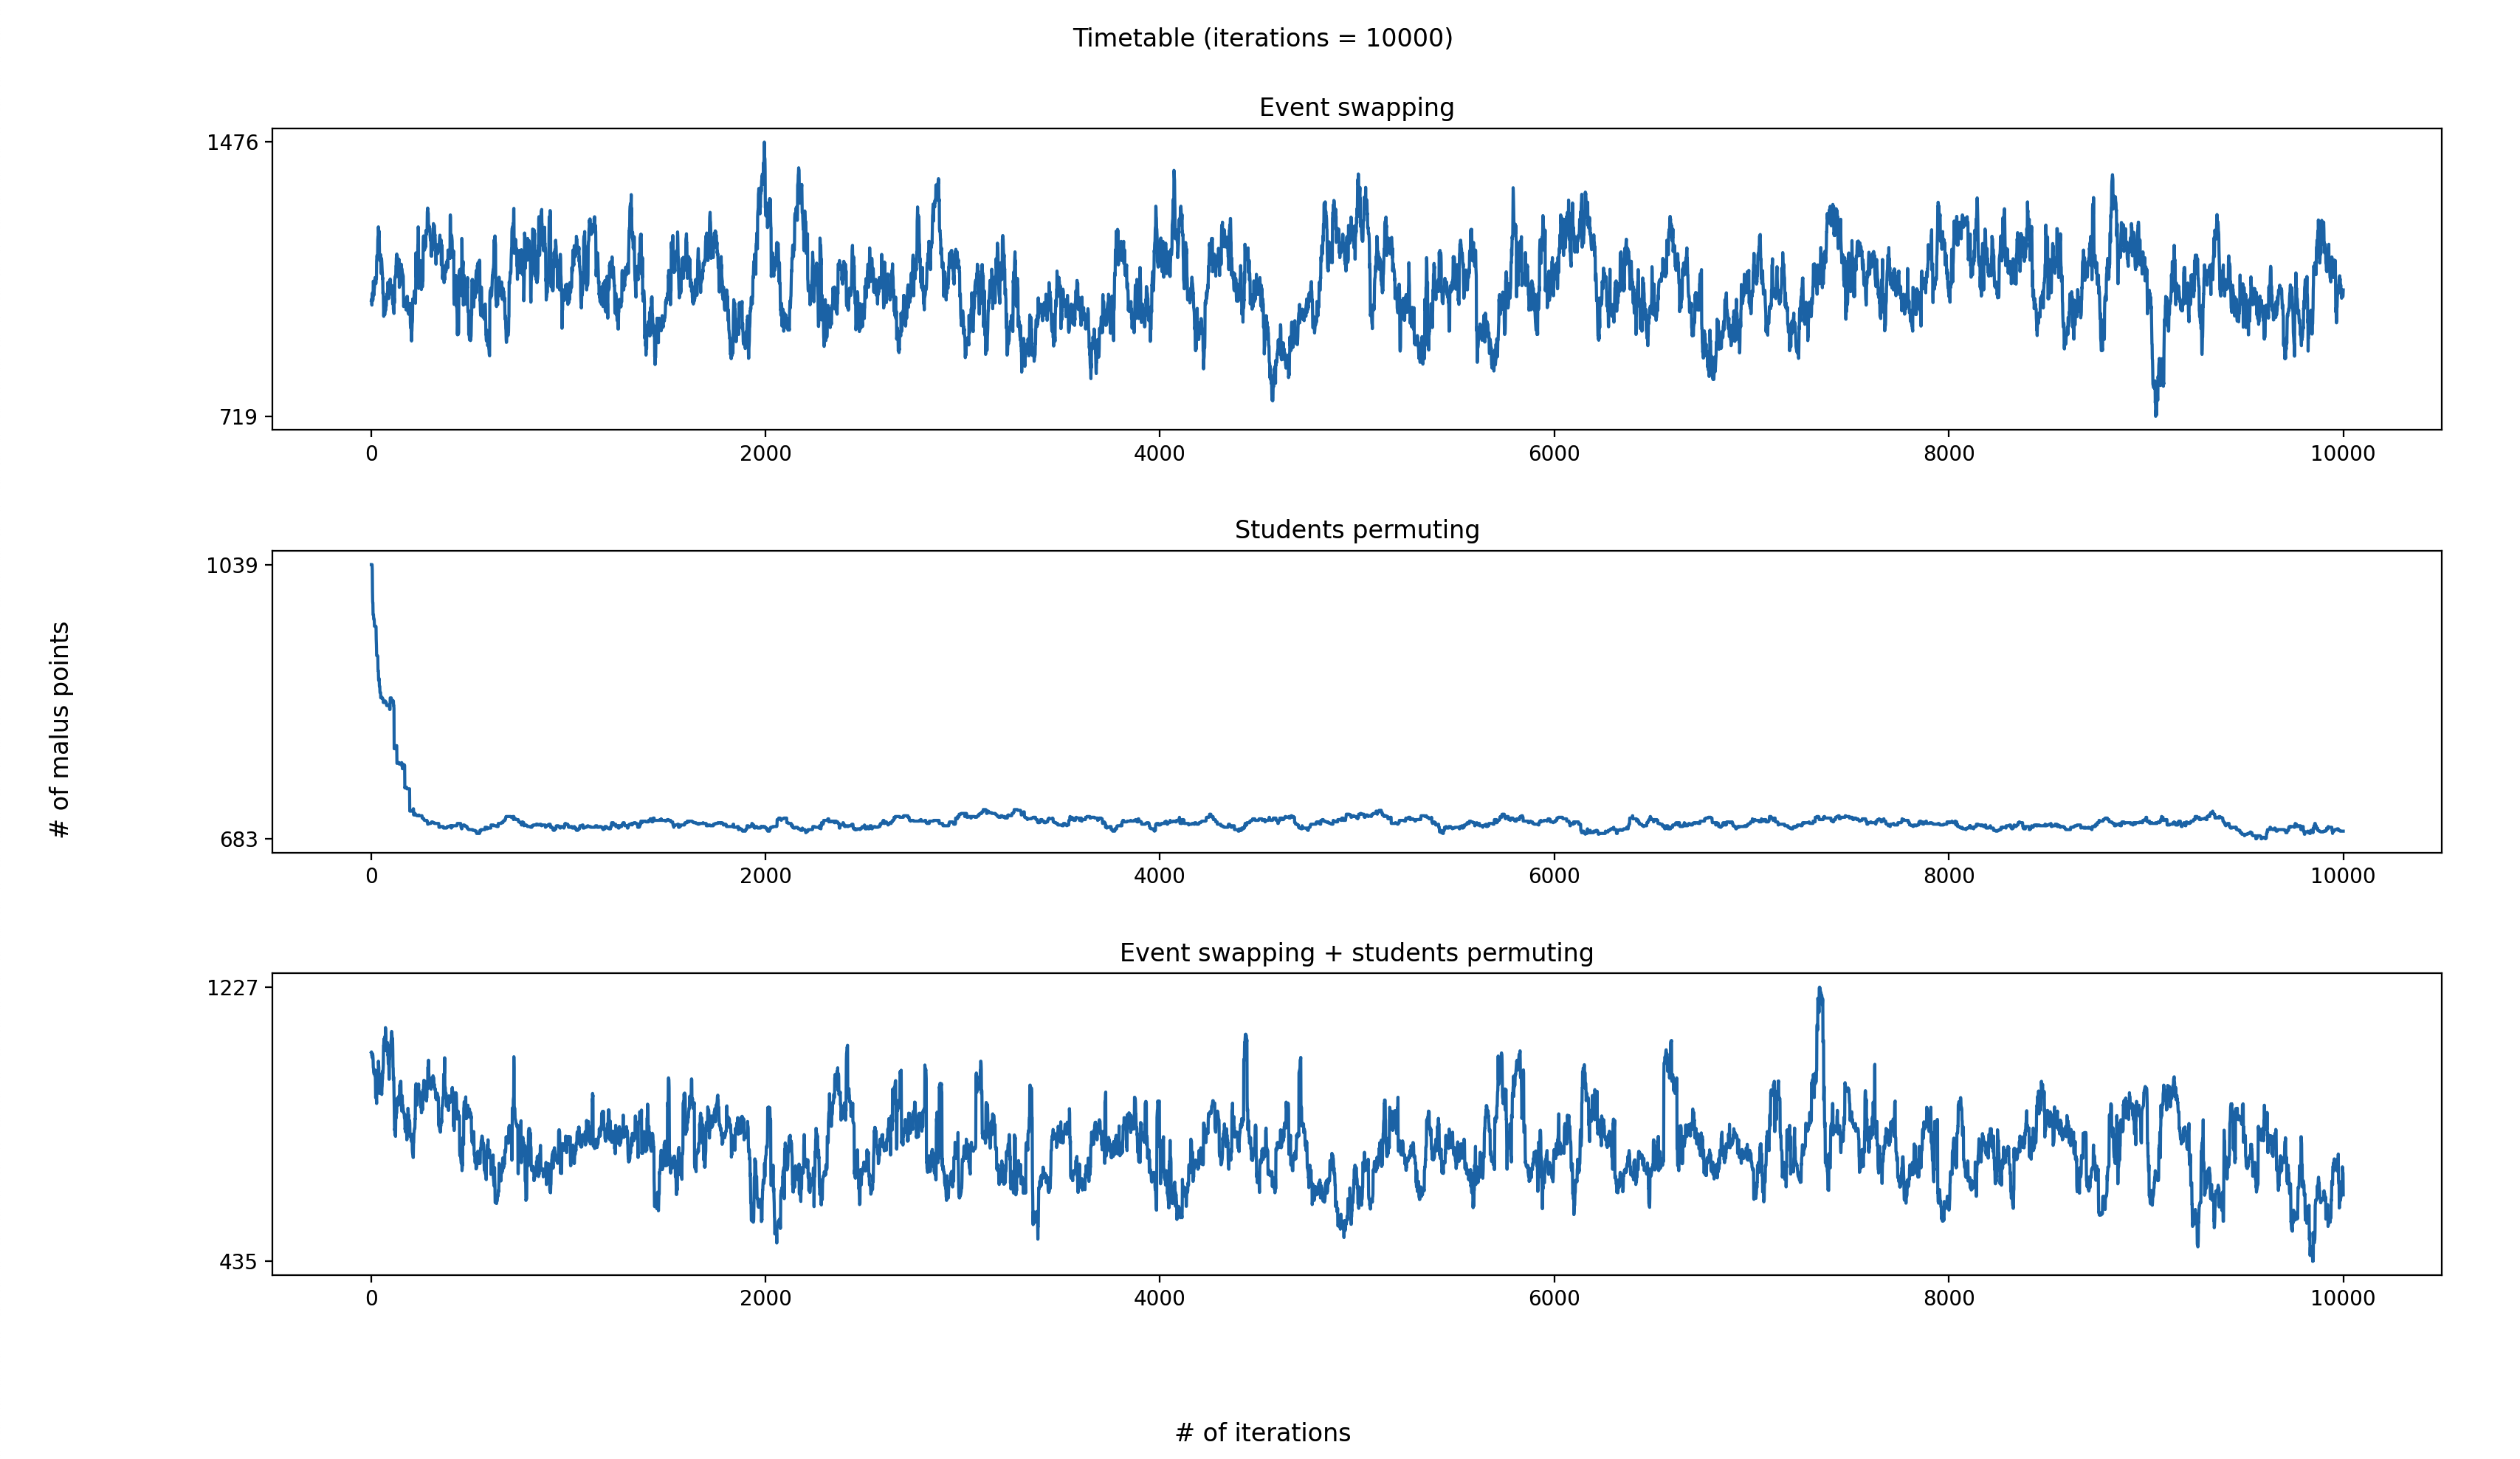 Timetable (iterations = 10000)
Event swapping
1476
719
0 2000 4000 6000 8000 10000
Students permuting
1039
683
0 2000 4000 6000 8000 10000
# of malus points
Event swapping + students permuting
1227
435
0 2000 4000 6000 8000 10000
# of iterations